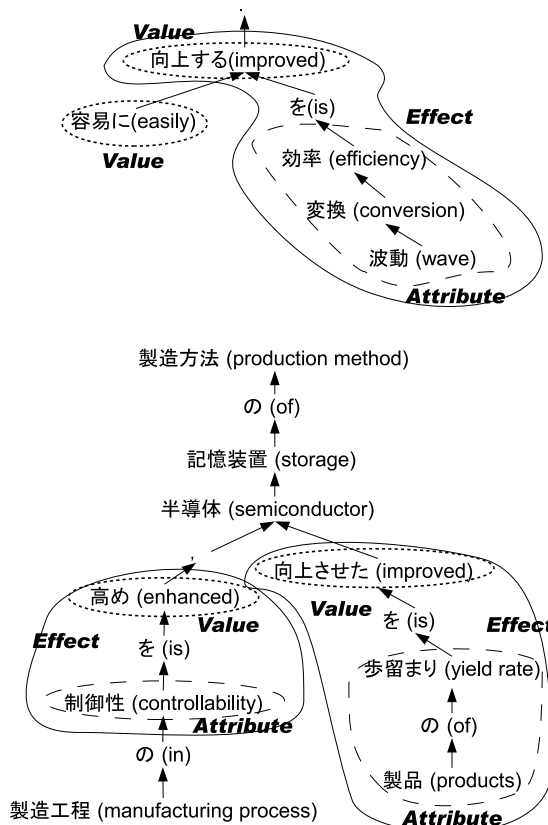 Value
向上する(improved)
を(is)
容易に(easily)
Effect
Value
効率 (efficiency)
変換 (conversion)
波動 (wave)
Attribute
製造方法 (production method)
の (of)
記憶装置 (storage)
半導体 (semiconductor)
,
向上させた (improved)
高め (enhanced)
Value
Value
を (is)
Effect
Effect
を (is)
歩留まり (yield rate)
制御性 (controllability)
Attribute
の (of)
の (in)
製品 (products)
製造工程 (manufacturing process)
Attribute